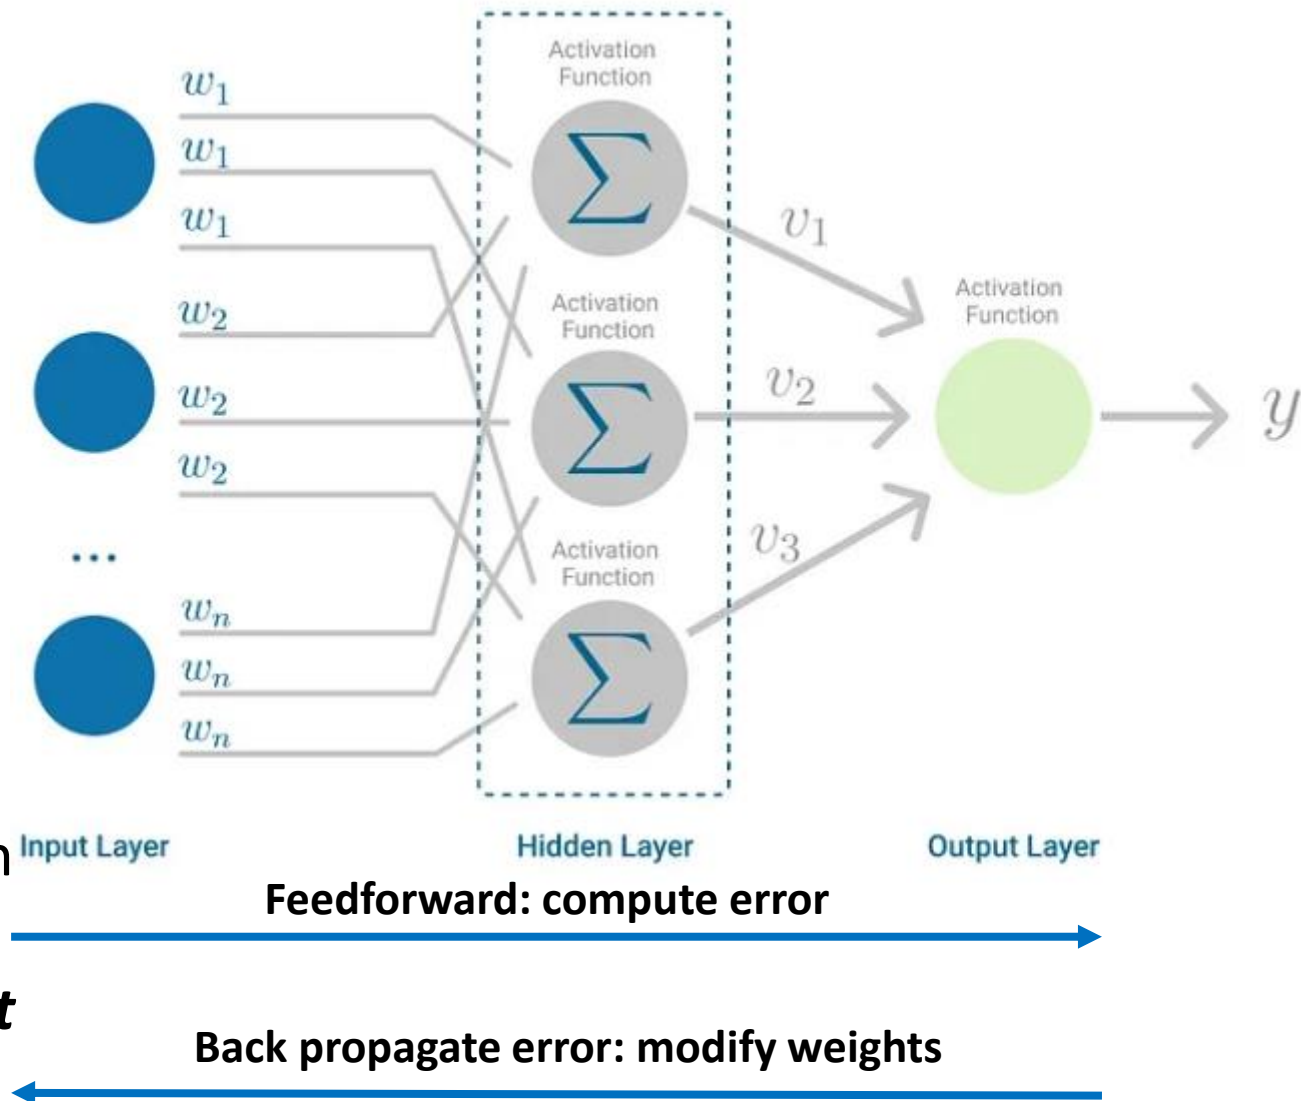 Activation
Function
w1
w1
w1
w2
w2
w2
...
wn
wn
wn
Σ
Activation
Function
Σ
Activation
Function
Σ
v1
v2
v3
Activation
Function
y
Input Layer
Hidden Layer
Output Layer
n
Feedforward: compute error
t
Back propagate error: modify weights